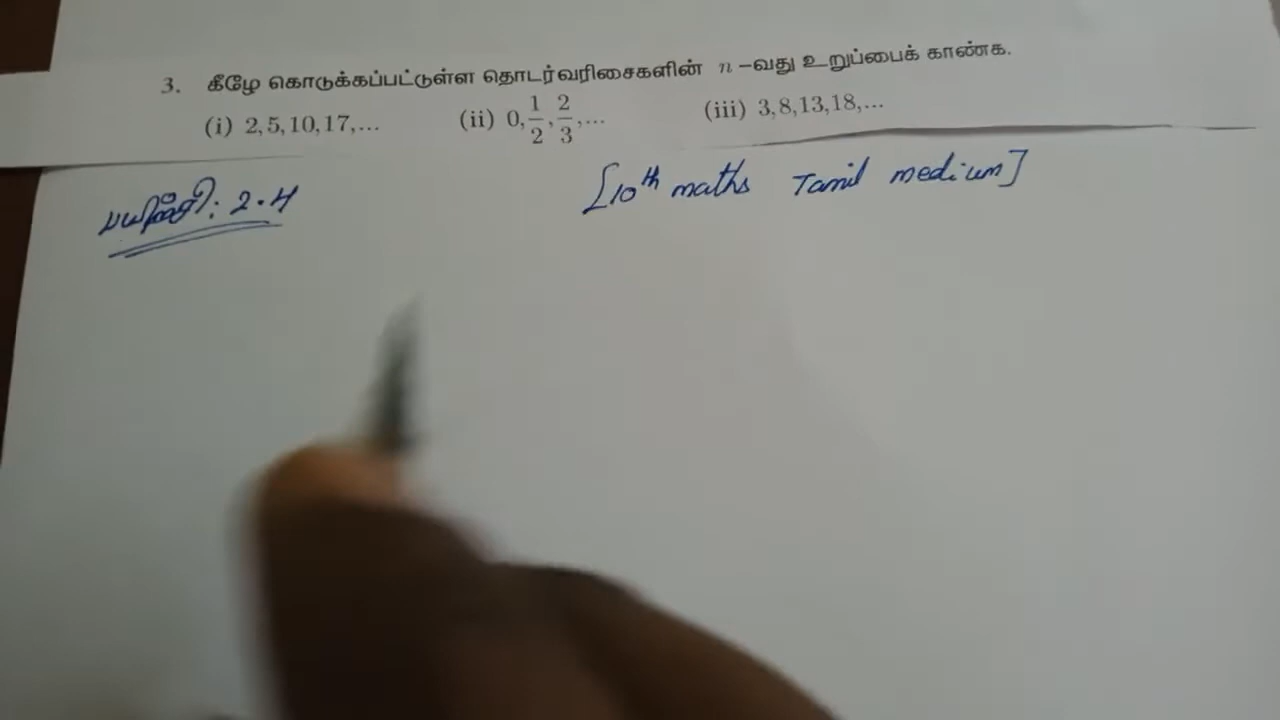 3. கீழே கொடுக்கப்பட்டுள்ள தொடர்வரிசைகளின் n –வது உறுப்பைக் காண்க.
(i) 2, 5, 10, 17, ... (ii) 0, 1/2, 2/3, ... (iii) 3, 8, 13, 18, ...
பயிற்சி: 2.4 [10th maths Tamil medium]